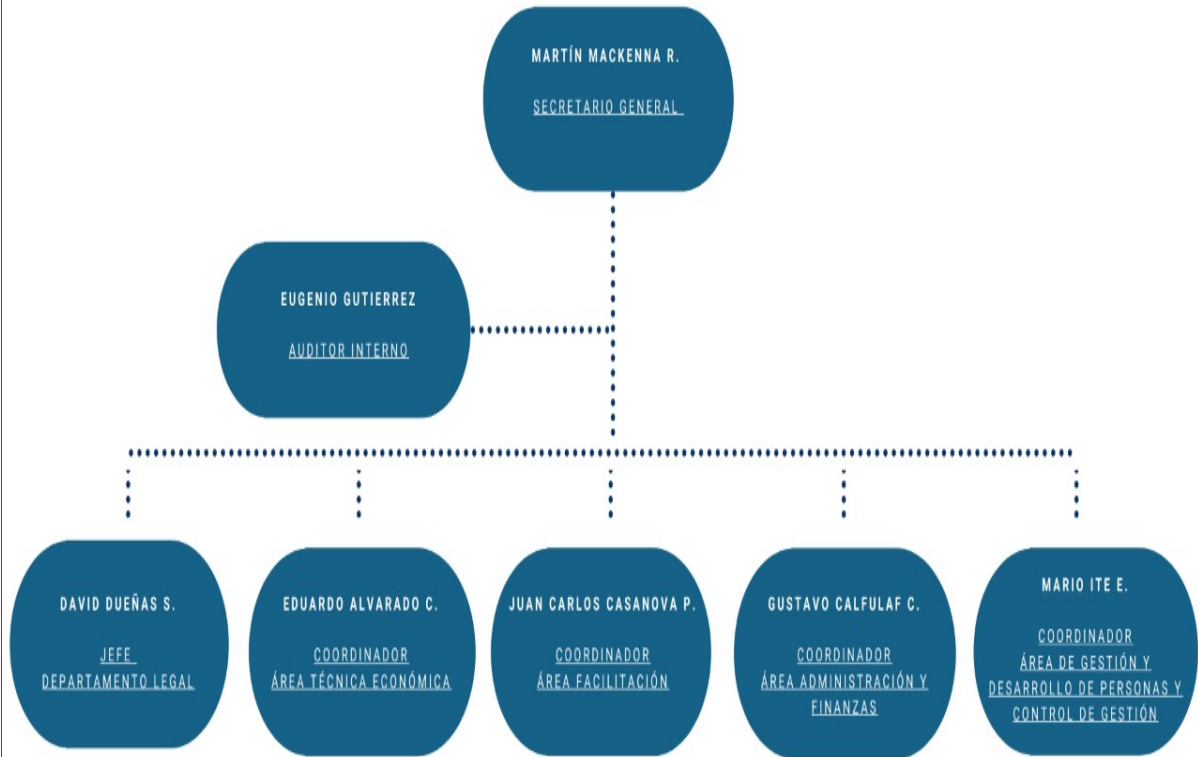 MARTÍN MACKENNA R.
SECRETARIO GENERAL
EUGENIO GUTIERREZ
AUDITOR INTERNO
DAVID DUEÑAS S.
JEFE
DEPARTAMENTO LEGAL
EDUARDO ALVARADO C.
COORDINADOR
ÁREA TÉCNICA ECONÓMICA
JUAN CARLOS CASANOVA P.
COORDINADOR
ÁREA FACILITACIÓN
GUSTAVO CALFULAF C.
COORDINADOR
ÁREA ADMINISTRACIÓN Y
FINANZAS
MARIO ITE E.
COORDINADOR
ÁREA DE GESTIÓN Y
DESARROLLO DE PERSONAS Y
CONTROL DE GESTIÓN